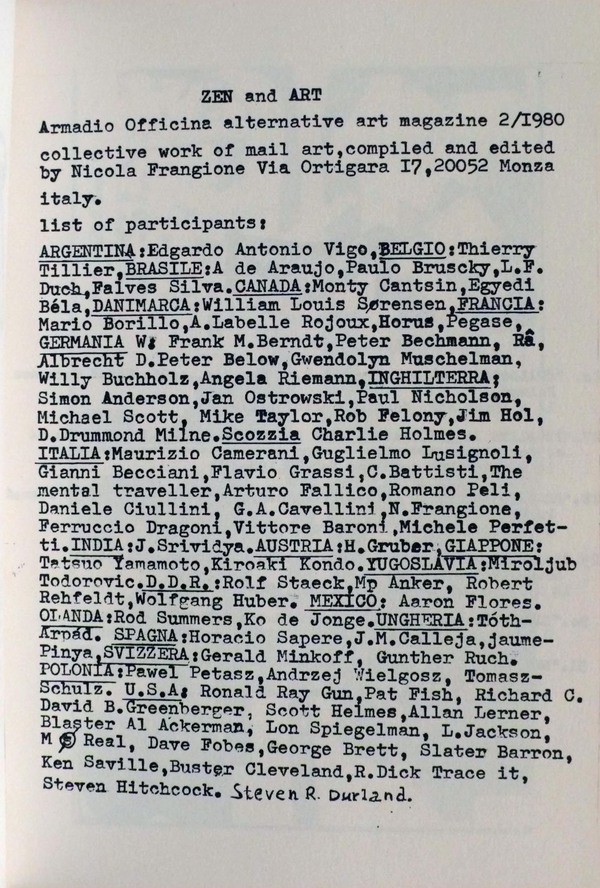 ZEN and ART
Armadio Officina alternative art magazine 2/I980
collective work of mail art,compiled and edited
by Nicola Frangione Via Ortigara I7,20052 Monza
italy.
list of participants:
ARGENTINA:Edgardo Antonio Vigo,BELGIO:Thierry
Tillier,BRASILE:A de Araujo,Paulo Bruscky,L.F.
Duch,Falves Silva.CANADA:Monty Cantsin,Egyedi
Béla,DANIMARCA:William Louis Sørensen,FRANCIA:
Mario Borillo,A.Labelle Rojoux,Horus,Pegase,
GERMANIA W: Frank M.Berndt,Peter Bechmann, Râ,
Albrecht D.Peter Below,Gwendolyn Muschelman,
Willy Buchholz,Angela Riemann,INGHILTERRA:
Simon Anderson,Jan Ostrowski,Paul Nicholson,
Michael Scott, Mike Taylor,Rob Felony,Jim Hol,
D.Drummond Milne.Scozzia Charlie Holmes.
ITALIA:Maurizio Camerani,Guglielmo Lusignoli,
Gianni Becciani,Flavio Grassi,C.Battisti,The
mental traveller,Arturo Fallico,Romano Peli,
Daniele Ciullini, G.A.Cavellini,N.Frangione,
Ferruccio Dragoni,Vittore Baroni,Michele Perfet-
ti.INDIA:J.Srividya.AUSTRIA:H.Gruber,GIAPPONE:
Tatsuo Yamamoto,Kiroaki Kondo.YUGOSLAVIA:Miroljub
Todorovic.D.D.R.:Rolf Staeck,Mp Anker, Robert
Rehfeldt,Wolfgang Huber. MEXICO: Aaron Flores.
OLANDA:Rod Summers,Ko de Jonge.UNGHERIA:Tóth-
Arpád. SPAGNA:Horacio Sapere,J.M.Calleja,jaume-
Pinya,SVIZZERA:Gerald Minkoff, Gunther Ruch.
POLONIA:Pawel Petasz,Andrzej Wielgosz, Tomasz-
Schulz. U.S.A: Ronald Ray Gun,Pat Fish, Richard C.
David B.Greenberger, Scott Helmes,Allan Lerner,
Blaster Al Ackerman, Lon Spiegelman, L.Jackson,
M Real, Dave Fobes,George Brett, Slater Barron,
Ken Saville,Buster Cleveland,R.Dick Trace it,
Steven Hitchcock. Steven R. Durland.